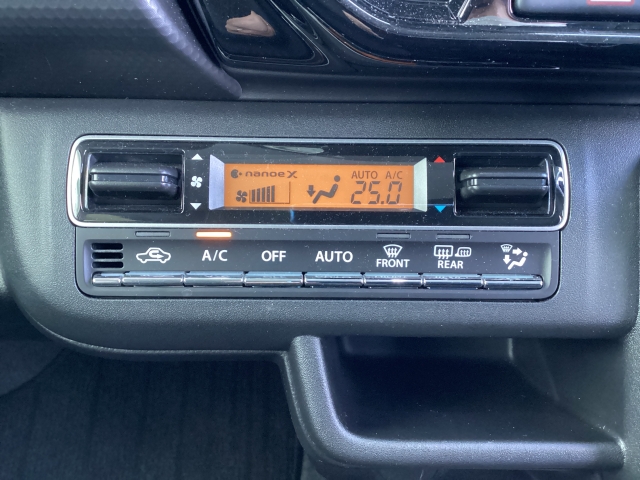 nanoeX
AUTO A/C
25.0
A/C OFF AUTO FRONT REAR